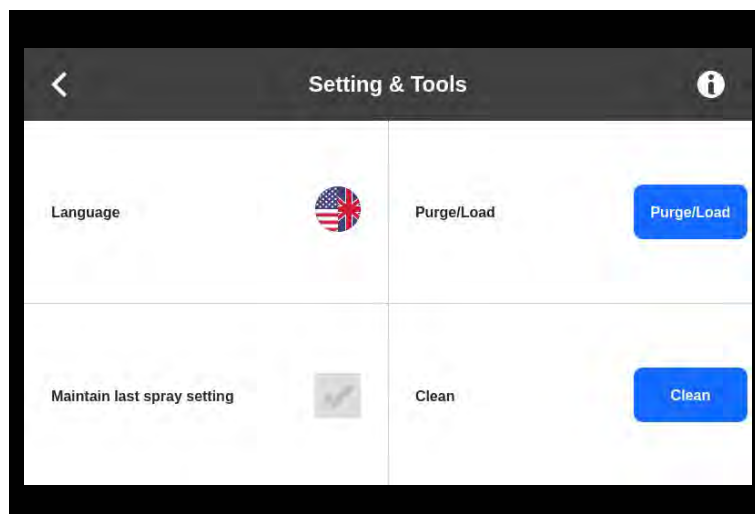 Setting & Tools
Language
Purge/Load
Purge/Load
Maintain last spray setting
Clean
Clean